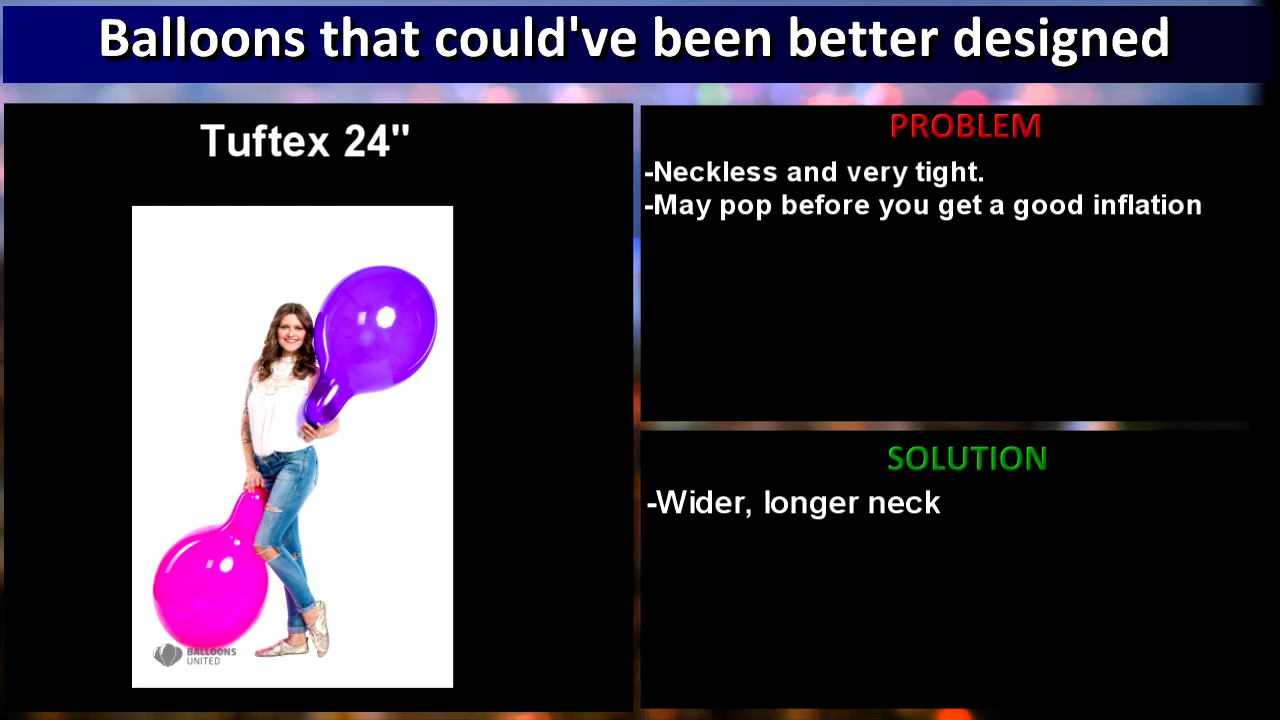 Balloons that could've been better designed
Tuftex 24"
PROBLEM
-Neckless and very tight.
-May pop before you get a good inflation
SOLUTION
-Wider, longer neck
BALLOONS
UNITED